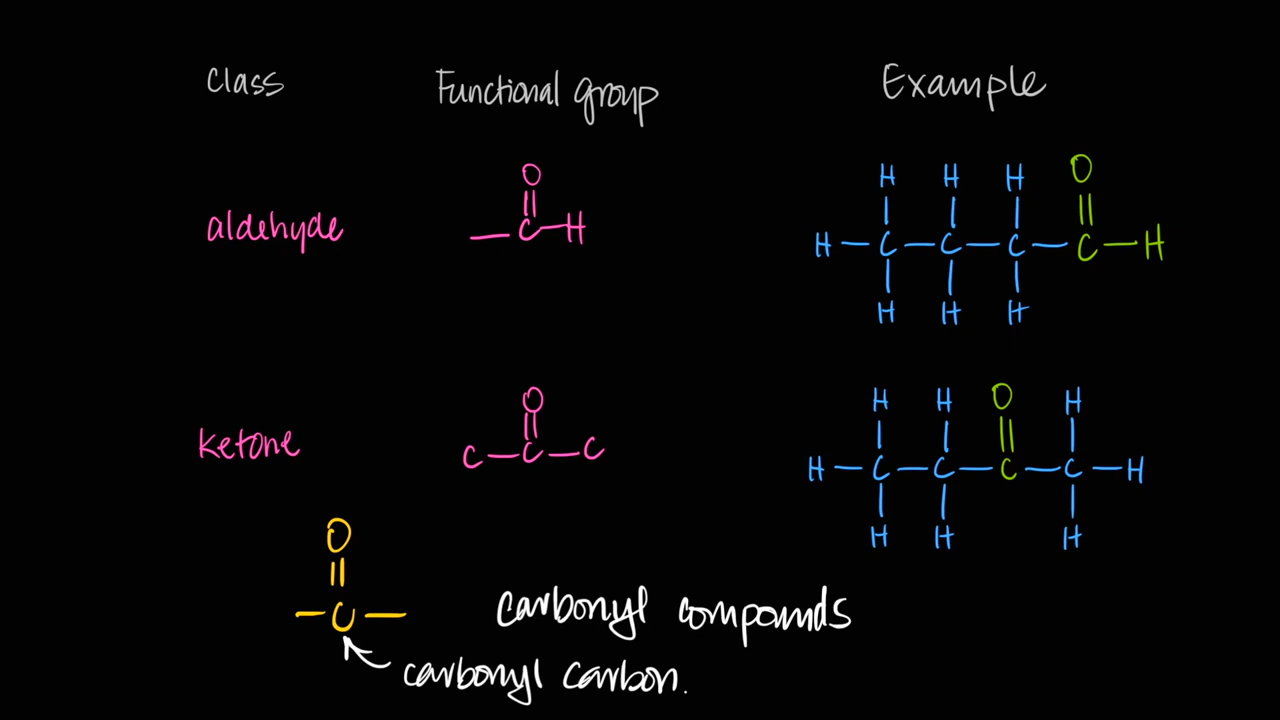 Class Functional group Example
O
H H H O
aldehyde — C — H
H — C — C — C — C — H
H H H
O
H H O H
ketone C — C — C
H — C — C — C — C — H
H H H
O
— C — carbonyl compounds
carbonyl carbon.